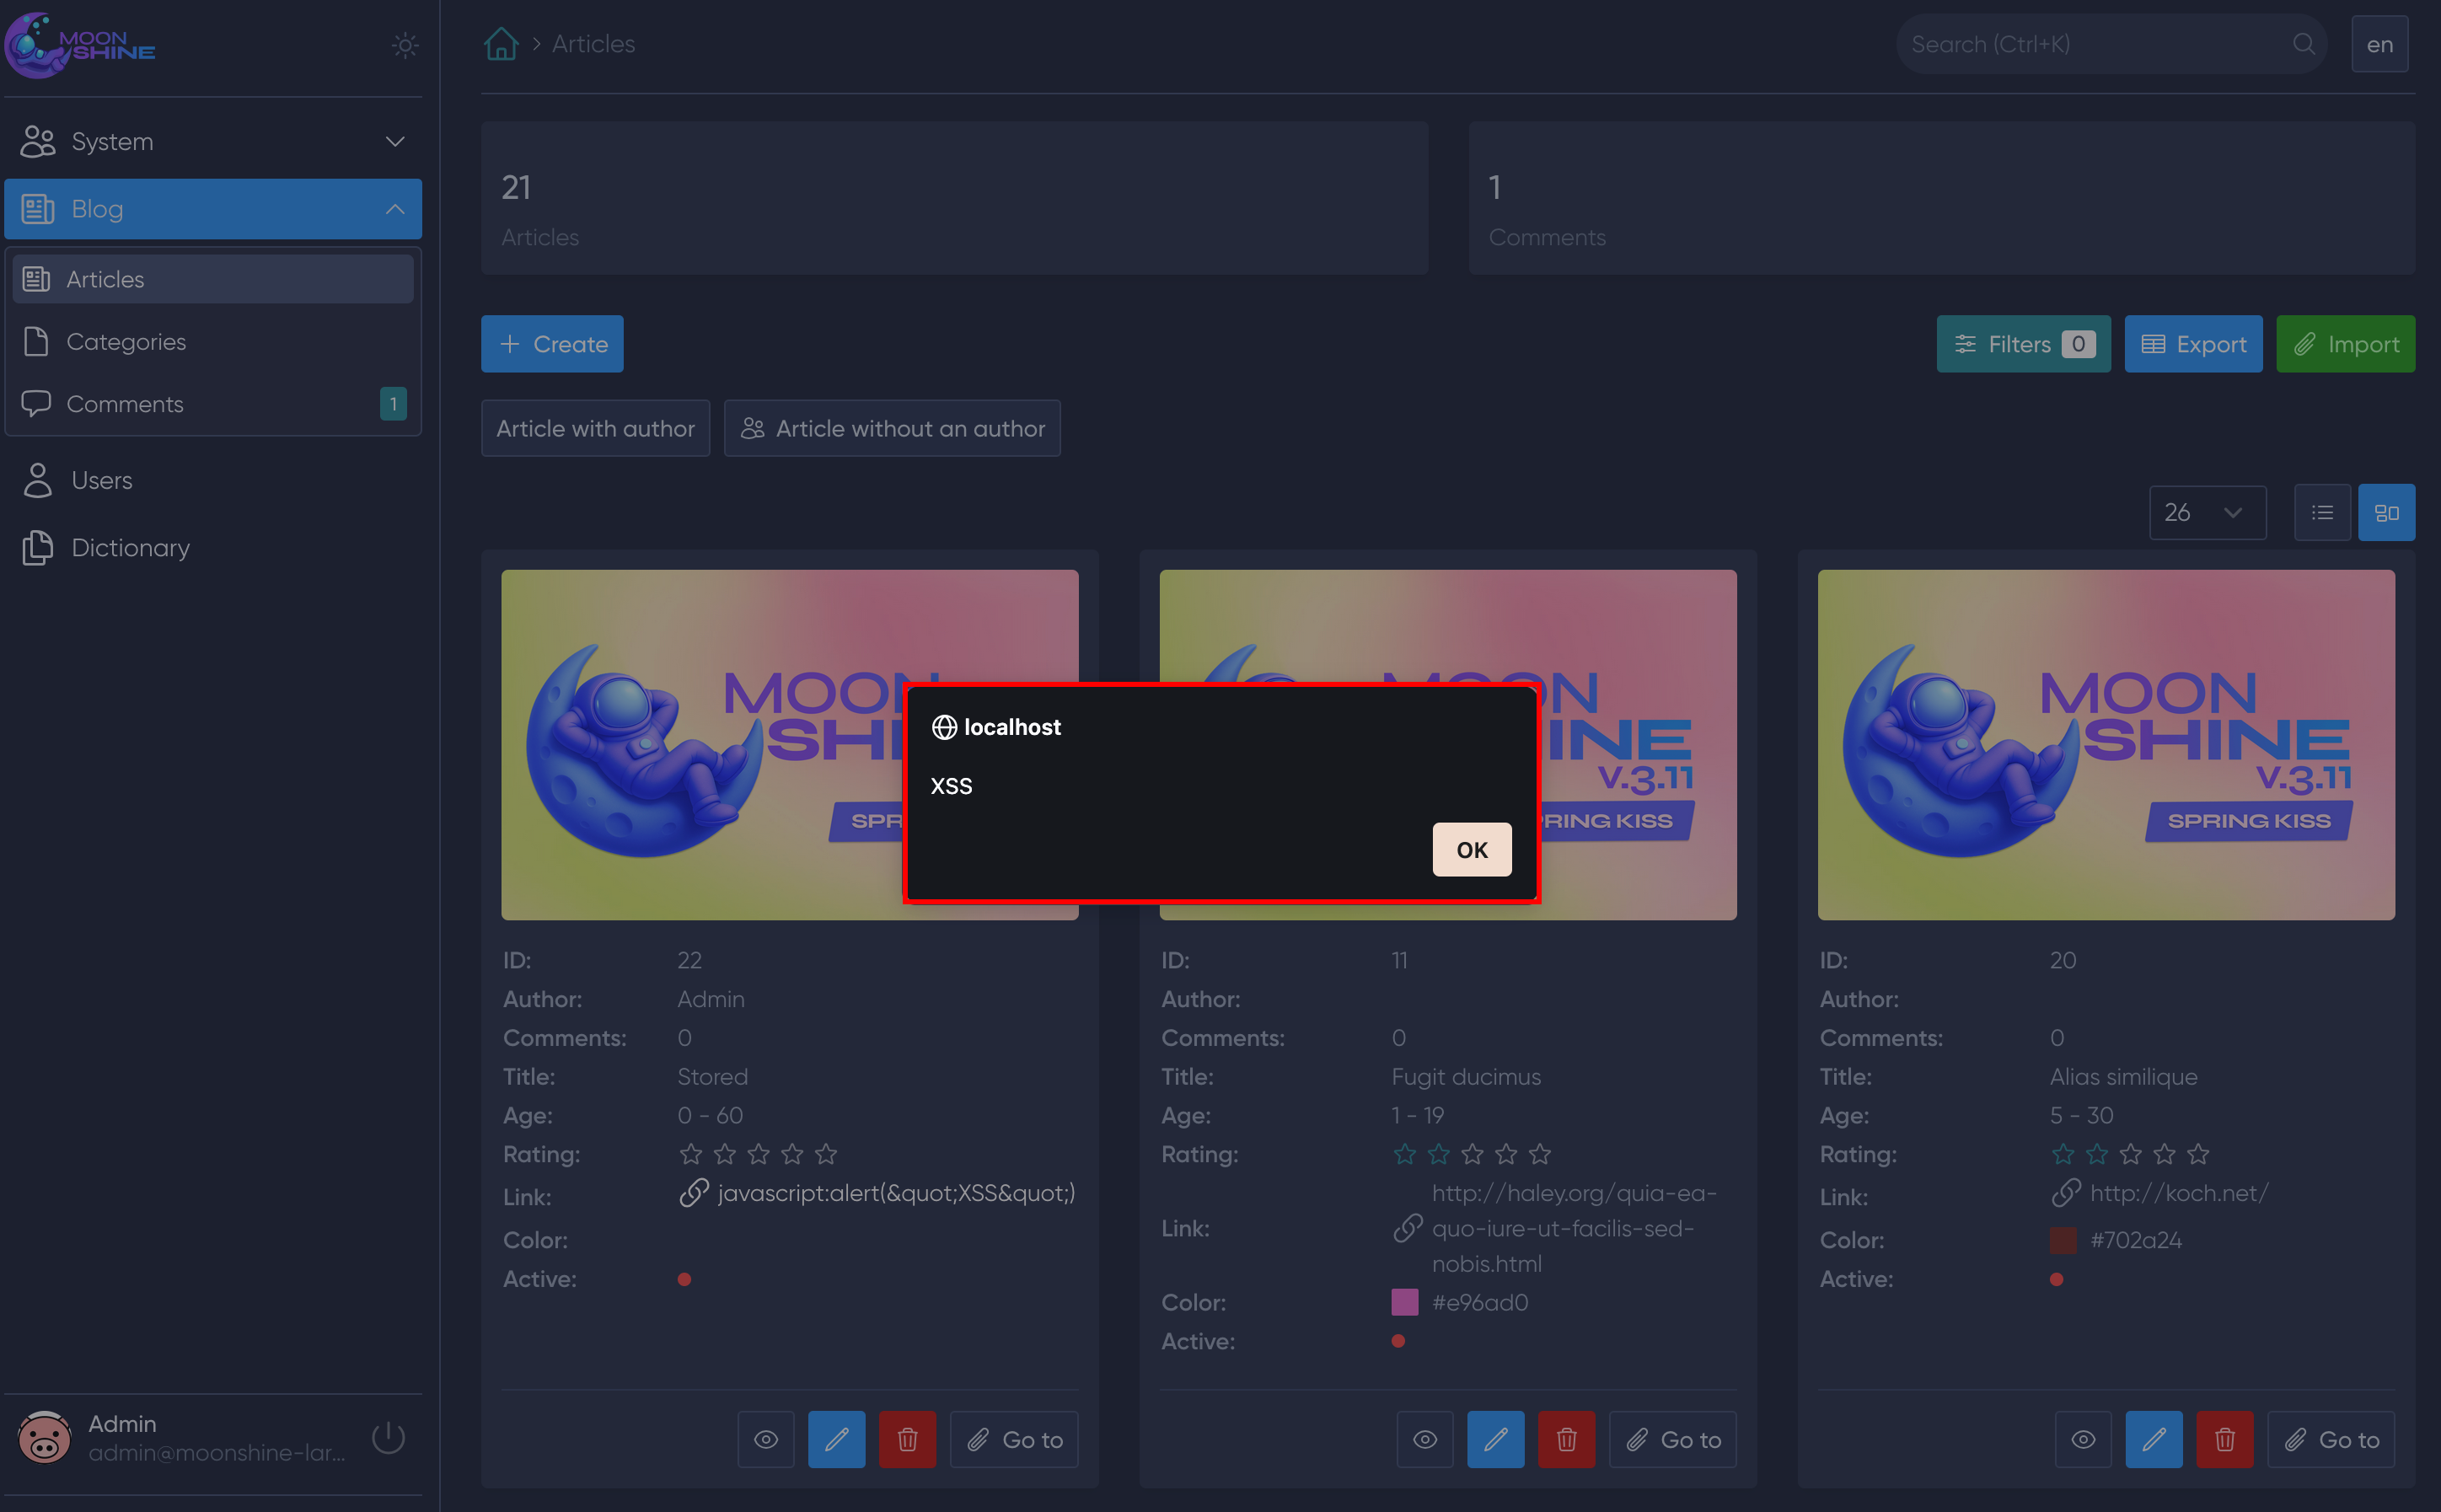 MOON
SHINE
Articles
Search (Ctrl+K)
en
System
Blog
Articles
Categories
Comments
1
Users
Dictionary
21
Articles
1
Comments
Create
Filters 0
Export
Import
Article with author
Article without an author
26
MOON
SHI
SPR
ON
INE
V.3.11
PRING KISS
MOON
SHINE
V.3.11
SPRING KISS
localhost
XSS
OK
ID: 22
Author: Admin
Comments: 0
Title: Stored
Age: 0 - 60
Rating:
Link: javascript:alert(&quot;XSS&quot;)
Color:
Active:
Go to
ID: 11
Author:
Comments: 0
Title: Fugit ducimus
Age: 1 - 19
Rating:
Link: http://haley.org/quia-ea-
quo-iure-ut-facilis-sed-
nobis.html
Color: #e96ad0
Active:
Go to
ID: 20
Author:
Comments: 0
Title: Alias similique
Age: 5 - 30
Rating:
Link: http://koch.net/
Color: #702a24
Active:
Go to
Admin
admin@moonshine-lar...